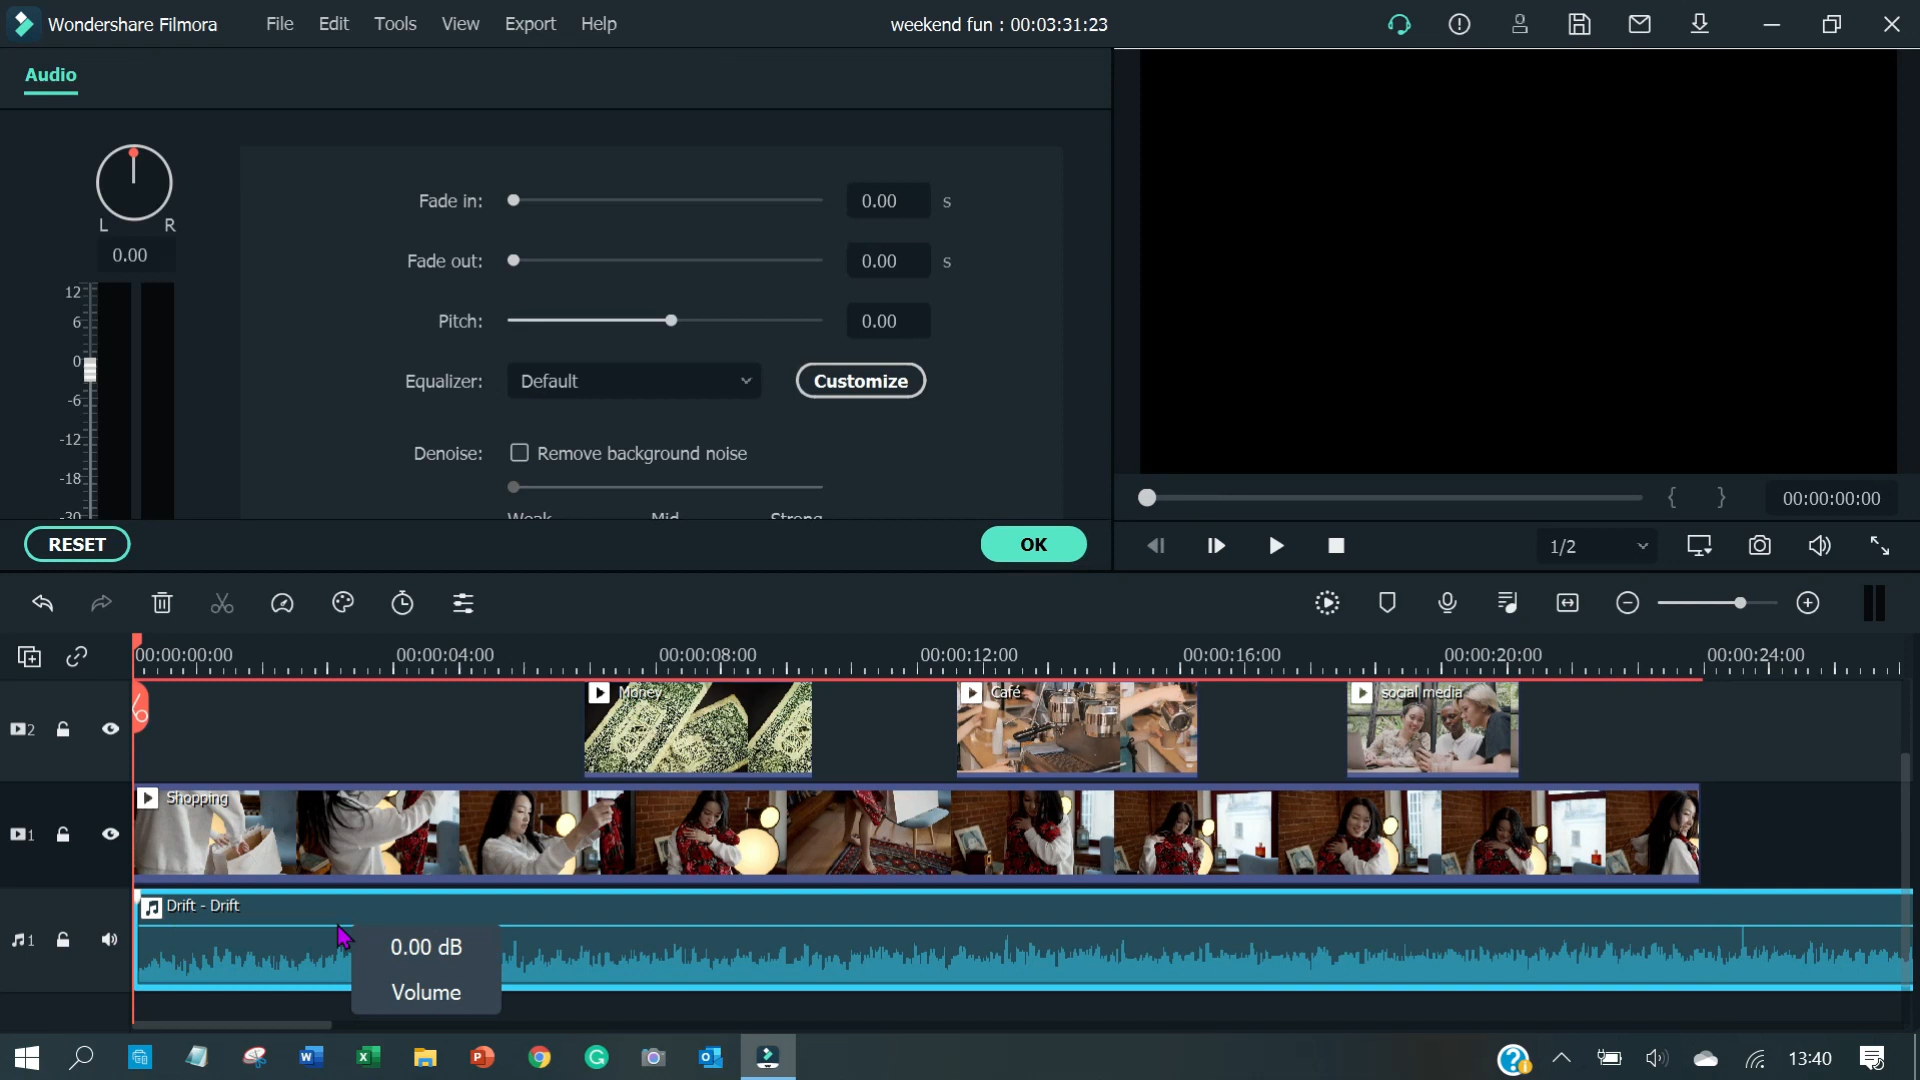 Wondershare Filmora
File Edit Tools View Export Help
weekend fun : 00:03:31:23
Audio
L R
0.00
12
6
0
-6
-12
-18
-30
Fade in: 0.00 s
Fade out: 0.00 s
Pitch: 0.00
Equalizer: Default Customize
Denoise: Remove background noise
Weak Mid Strong
RESET OK
{ } 00:00:00:00
1/2
00:00:00:00 00:00:04:00 00:00:08:00 00:00:12:00 00:00:16:00 00:00:20:00 00:00:24:00
2
Money
Café
social media
1
Shopping
1
Drift - Drift
0.00 dB
Volume
13:40